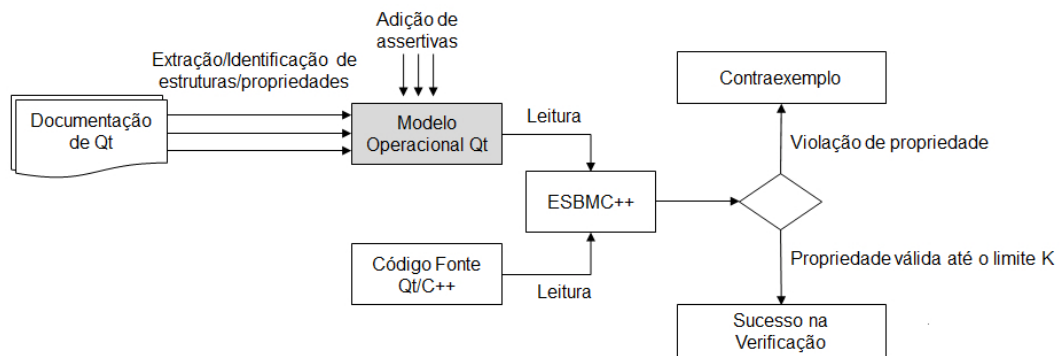 Adição de
assertivas
Extração/Identificação de
estruturas/propriedades
Documentação
de Qt
Modelo
Operacional Qt
Leitura
Contraexemplo
Violação de propriedade
ESBMC++
Código Fonte
Qt/C++
Leitura
Propriedade válida até o limite K
Sucesso na
Verificação